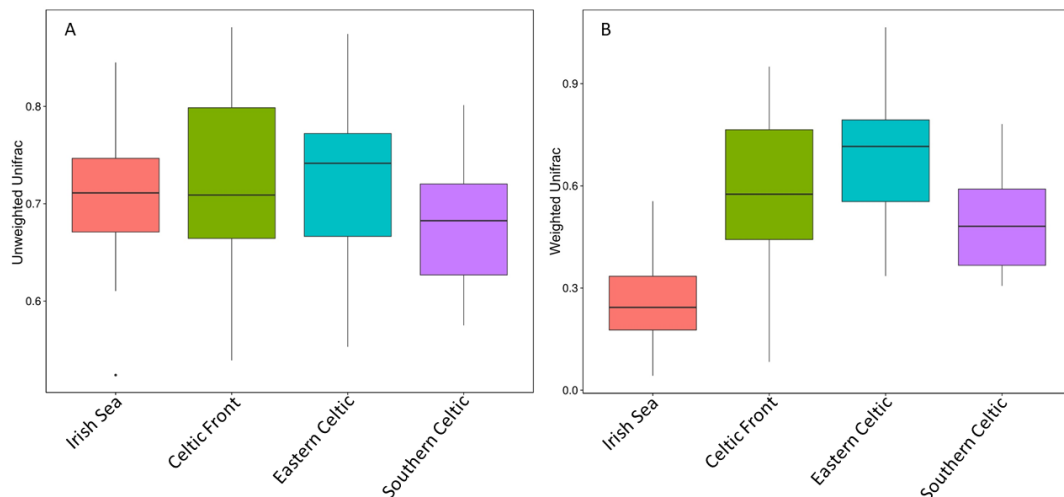 A
Unweighted Unifrac
0.8
0.7
0.6
Irish Sea
Celtic Front
Eastern Celtic
Southern Celtic
B
Weighted Unifrac
0.9
0.6
0.3
0.0
Irish Sea
Celtic Front
Eastern Celtic
Southern Celtic